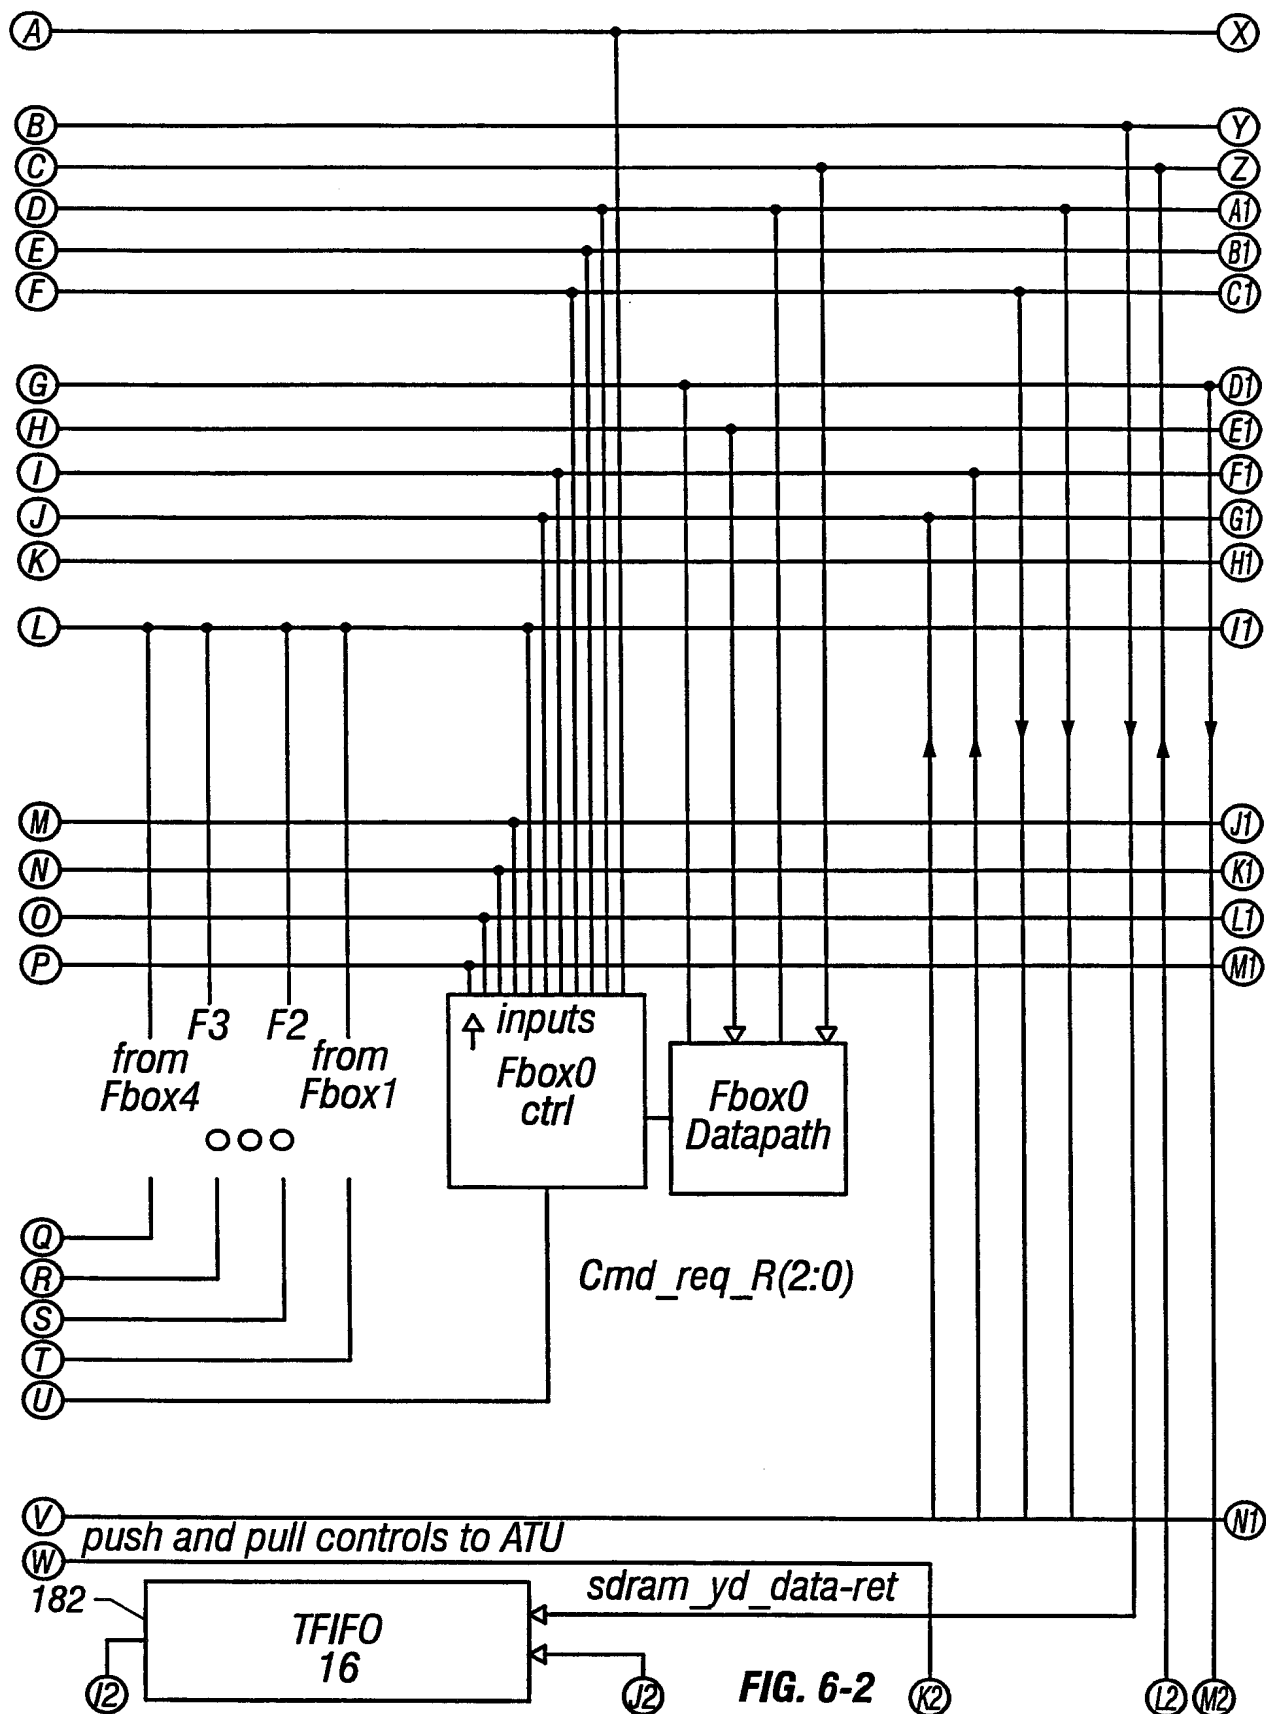 A X
B Y
C Z
D A1
E B1
F C1
G D1
H E1
I F1
J G1
K H1
L I1
M J1
N K1
O L1
P M1
F3 F2 inputs
from Fbox4
from Fbox1
Fbox0 ctrl
Fbox0 Datapath
Q
R
Cmd_req_R(2:0)
S
T
U
V N1
push and pull controls to ATU
W
182
sdram_yd_data-ret
TFIFO
16
I2 J2 FIG. 6-2 K2 L2 M2